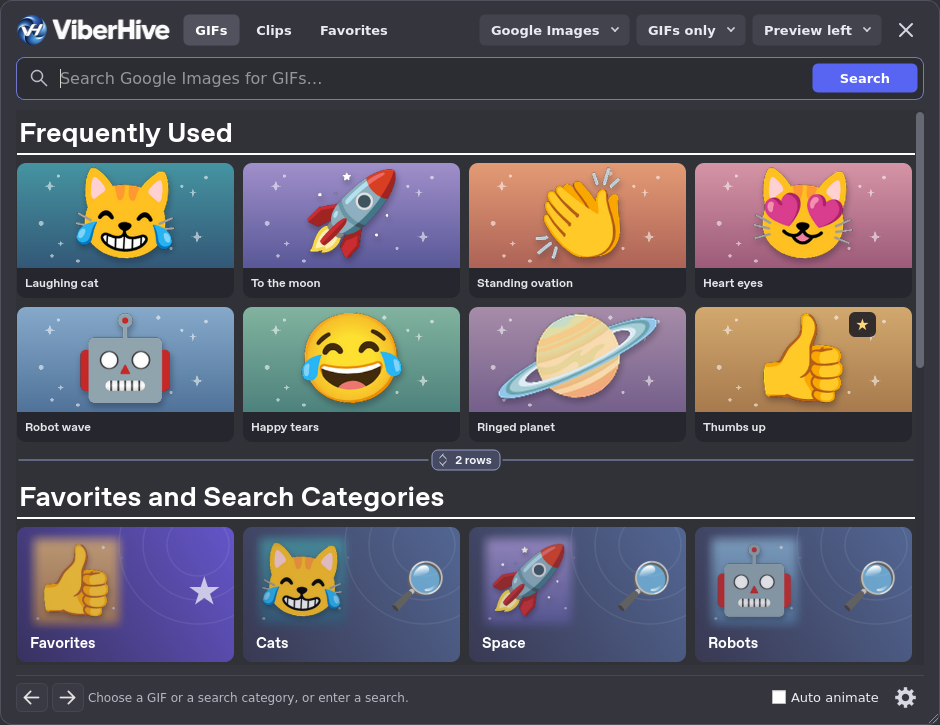 ViberHive GIFs Clips Favorites Google Images GIFs only Preview left
Search Google Images for GIFs... Search
Frequently Used
Laughing cat To the moon Standing ovation Heart eyes
Robot wave Happy tears Ringed planet Thumbs up
2 rows
Favorites and Search Categories
Favorites Cats Space Robots
Choose a GIF or a search category, or enter a search. Auto animate